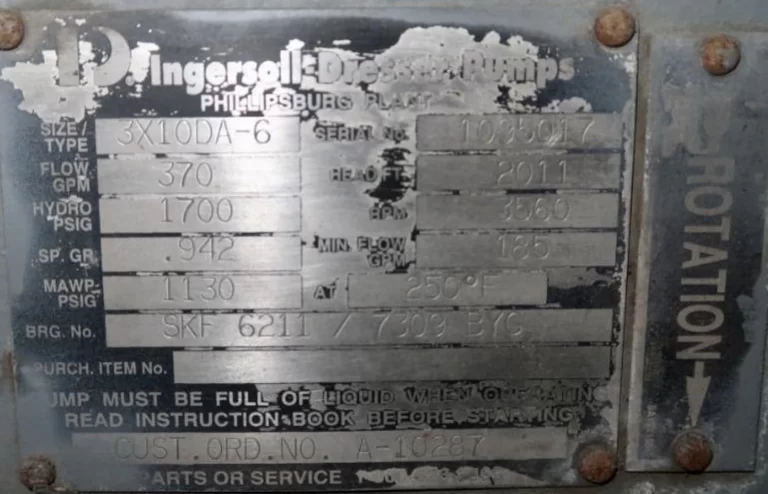 ID. Ingersoll-Dresser Pumps
PHILLIPSBURG PLANT
SIZE/ TYPE 3X10DA-6 SERIAL NO. 1035017
FLOW GPM 370 HEAD FT. 2011
HYDRO PSIG 1700 RPM 3560
SP. GR. .942 MIN. FLOW GPM 185
MAWP PSIG 1130 AT 250°F
BRG. No. SKF 6211 / 7309 BYG
PURCH. ITEM No.
PUMP MUST BE FULL OF LIQUID WHEN OPERATING
READ INSTRUCTION BOOK BEFORE STARTING
CUST.ORD.NO. A-10287
PARTS OR SERVICE
ROTATION